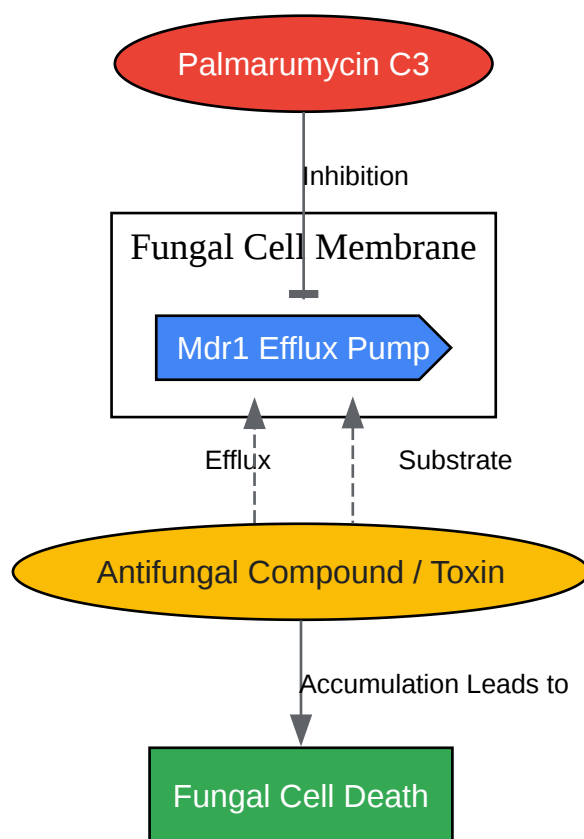 Palmarumycin C3
Inhibition
Fungal Cell Membrane
Mdr1 Efflux Pump
Efflux
Substrate
Antifungal Compound / Toxin
Accumulation Leads to
Fungal Cell Death